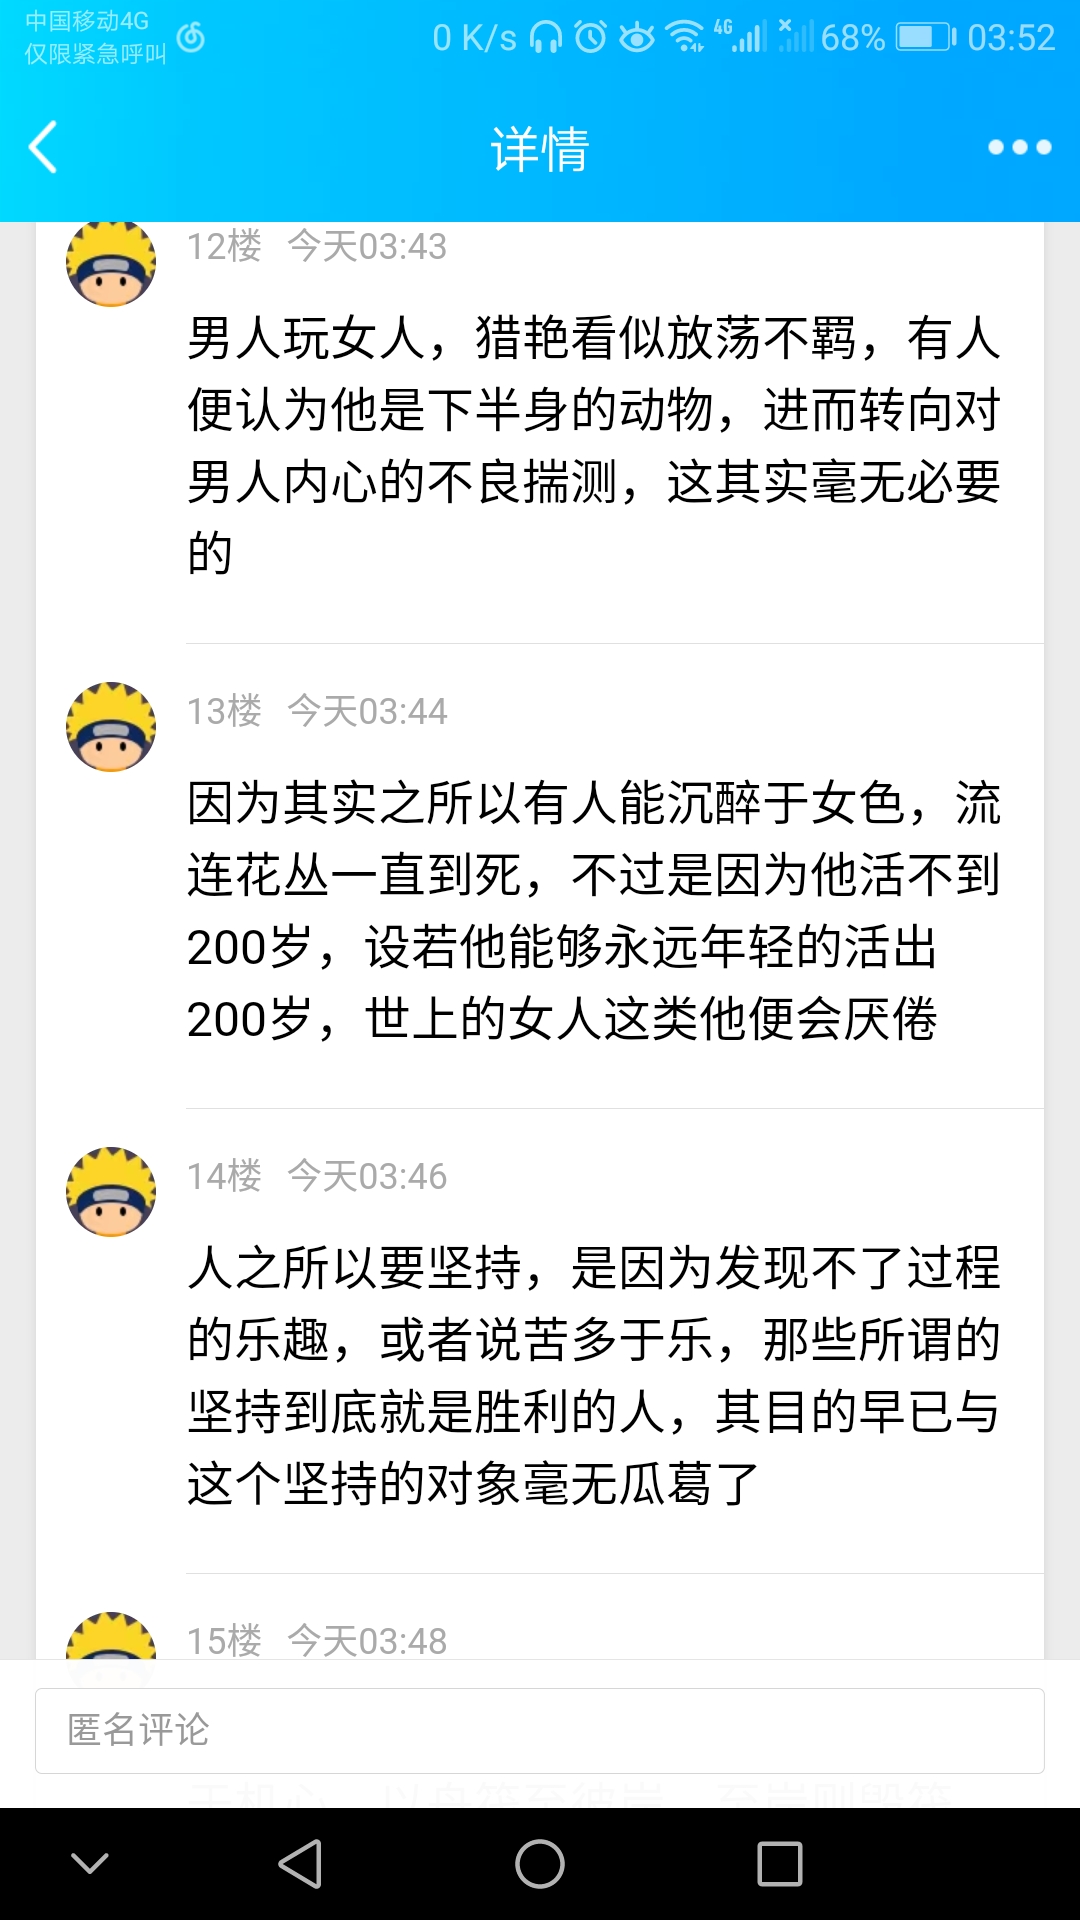 中国移动4G
仅限紧急呼叫
0 K/s 4G 68% 03:52
详情
12楼 今天03:43
男人玩女人，猎艳看似放荡不羁，有人
便认为他是下半身的动物，进而转向对
男人内心的不良揣测，这其实毫无必要
的
13楼 今天03:44
因为其实之所以有人能沉醉于女色，流
连花丛一直到死，不过是因为他活不到
200岁，设若他能够永远年轻的活出
200岁，世上的女人这类他便会厌倦
14楼 今天03:46
人之所以要坚持，是因为发现不了过程
的乐趣，或者说苦多于乐，那些所谓的
坚持到底就是胜利的人，其目的早已与
这个坚持的对象毫无瓜葛了
15楼 今天03:48
匿名评论